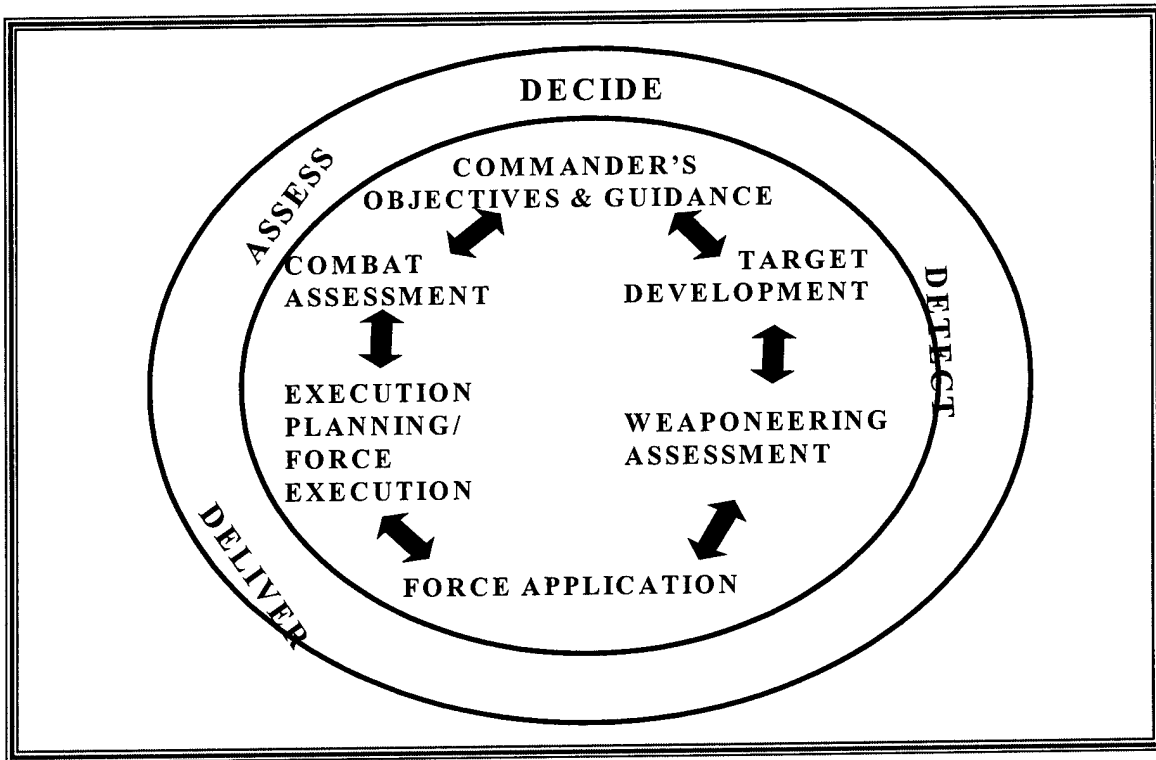 DECIDE
ASSESS
COMMANDER'S
OBJECTIVES & GUIDANCE
COMBAT
ASSESSMENT
TARGET
DEVELOPMENT
DETECT
EXECUTION
PLANNING/
FORCE
EXECUTION
WEAPONEERING
ASSESSMENT
DELIVER
FORCE APPLICATION